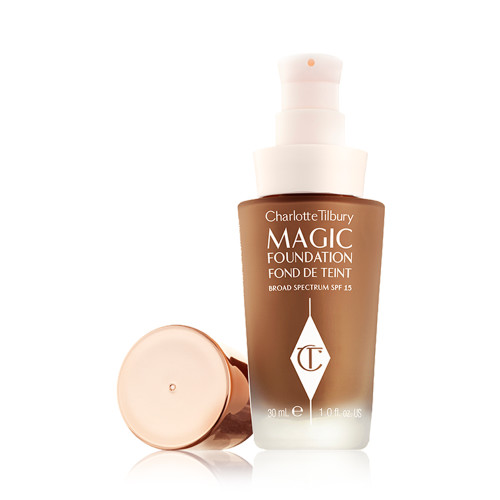 Charlotte Tilbury
MAGIC
FOUNDATION
FOND DE TEINT
BROAD SPECTRUM SPF 15
CT
30 mL e 1.0 fl. oz. US